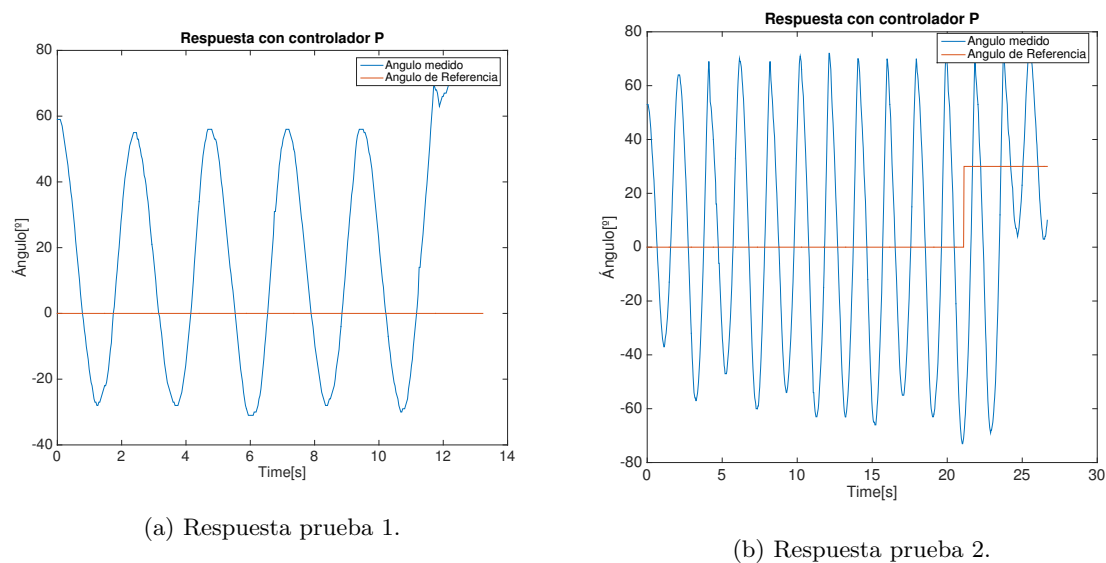 Respuesta con controlador P
Angulo medido
Angulo de Referencia
80
60
40
20
0
-20
-40
Ángulo[º]
0 2 4 6 8 10 12 14
Time[s]
(a) Respuesta prueba 1.
Respuesta con controlador P
Angulo medido
Angulo de Referencia
80
60
40
20
0
-20
-40
-60
-80
Ángulo[º]
0 5 10 15 20 25 30
Time[s]
(b) Respuesta prueba 2.